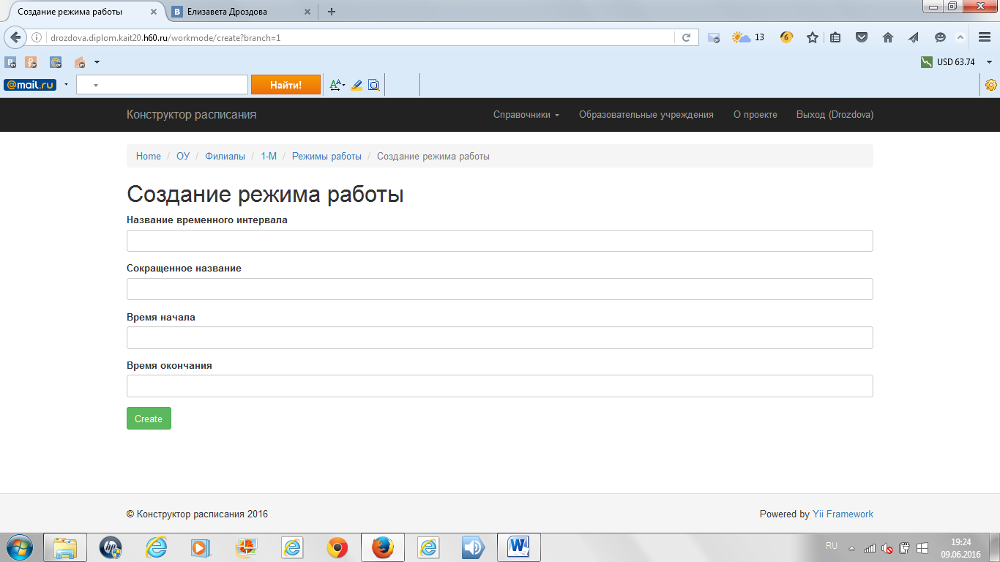 Создание режима работы
Елизавета Дроздова
drozdova.diplom.kait20.h60.ru/workmode/create?branch=1
13
6
USD 63.74
@mail.ru
Найти!
Конструктор расписания
Справочники
Образовательные учреждения
О проекте
Выход (Drozdova)
Home / ОУ / Филиалы / 1-М / Режимы работы / Создание режима работы
Создание режима работы
Название временного интервала
Сокращенное название
Время начала
Время окончания
Create
© Конструктор расписания 2016
Powered by Yii Framework
RU
19:24
09.06.2016